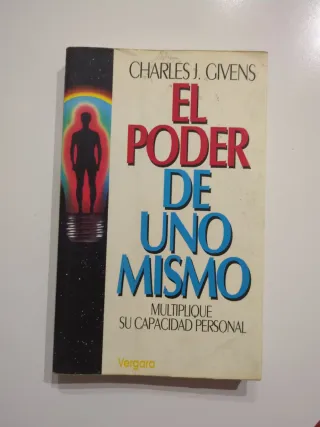 CHARLES J. GIVENS
EL
PODER
DE
UNO
MISMO
MULTIPLIQUE
SU CAPACIDAD PERSONAL
Vergara